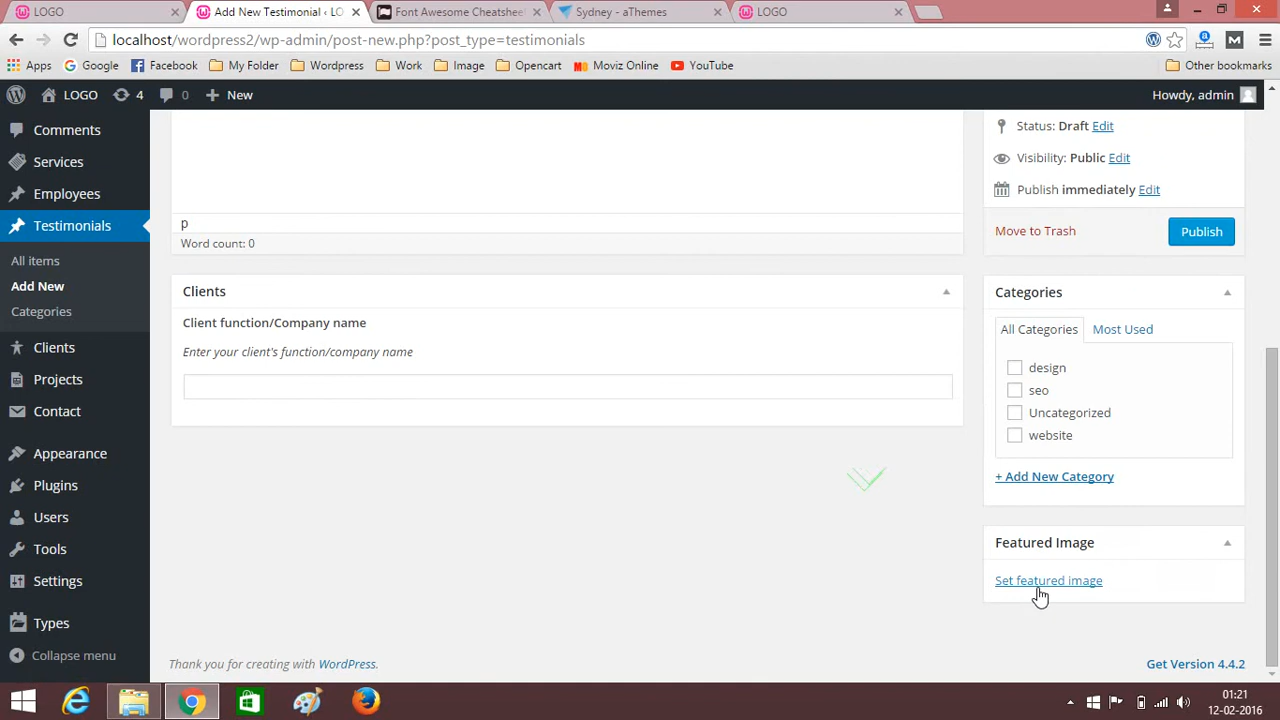 LOGO
Add New Testimonial ‹ LO
Font Awesome Cheatsheet
Sydney - aThemes
LOGO
localhost/wordpress2/wp-admin/post-new.php?post_type=testimonials
Apps
Google
Facebook
My Folder
Wordpress
Work
Image
Opencart
Moviz Online
YouTube
Other bookmarks
LOGO
4
0
New
Howdy, admin
Comments
Services
Employees
Testimonials
All items
Add New
Categories
Clients
Projects
Contact
Appearance
Plugins
Users
Tools
Settings
Types
Collapse menu
p
Word count: 0
Clients
Client function/Company name
Enter your client's function/company name
Status: Draft Edit
Visibility: Public Edit
Publish immediately Edit
Move to Trash
Publish
Categories
All Categories
Most Used
design
seo
Uncategorized
website
+ Add New Category
Featured Image
Set featured image
Thank you for creating with WordPress.
Get Version 4.4.2
01:21
12-02-2016